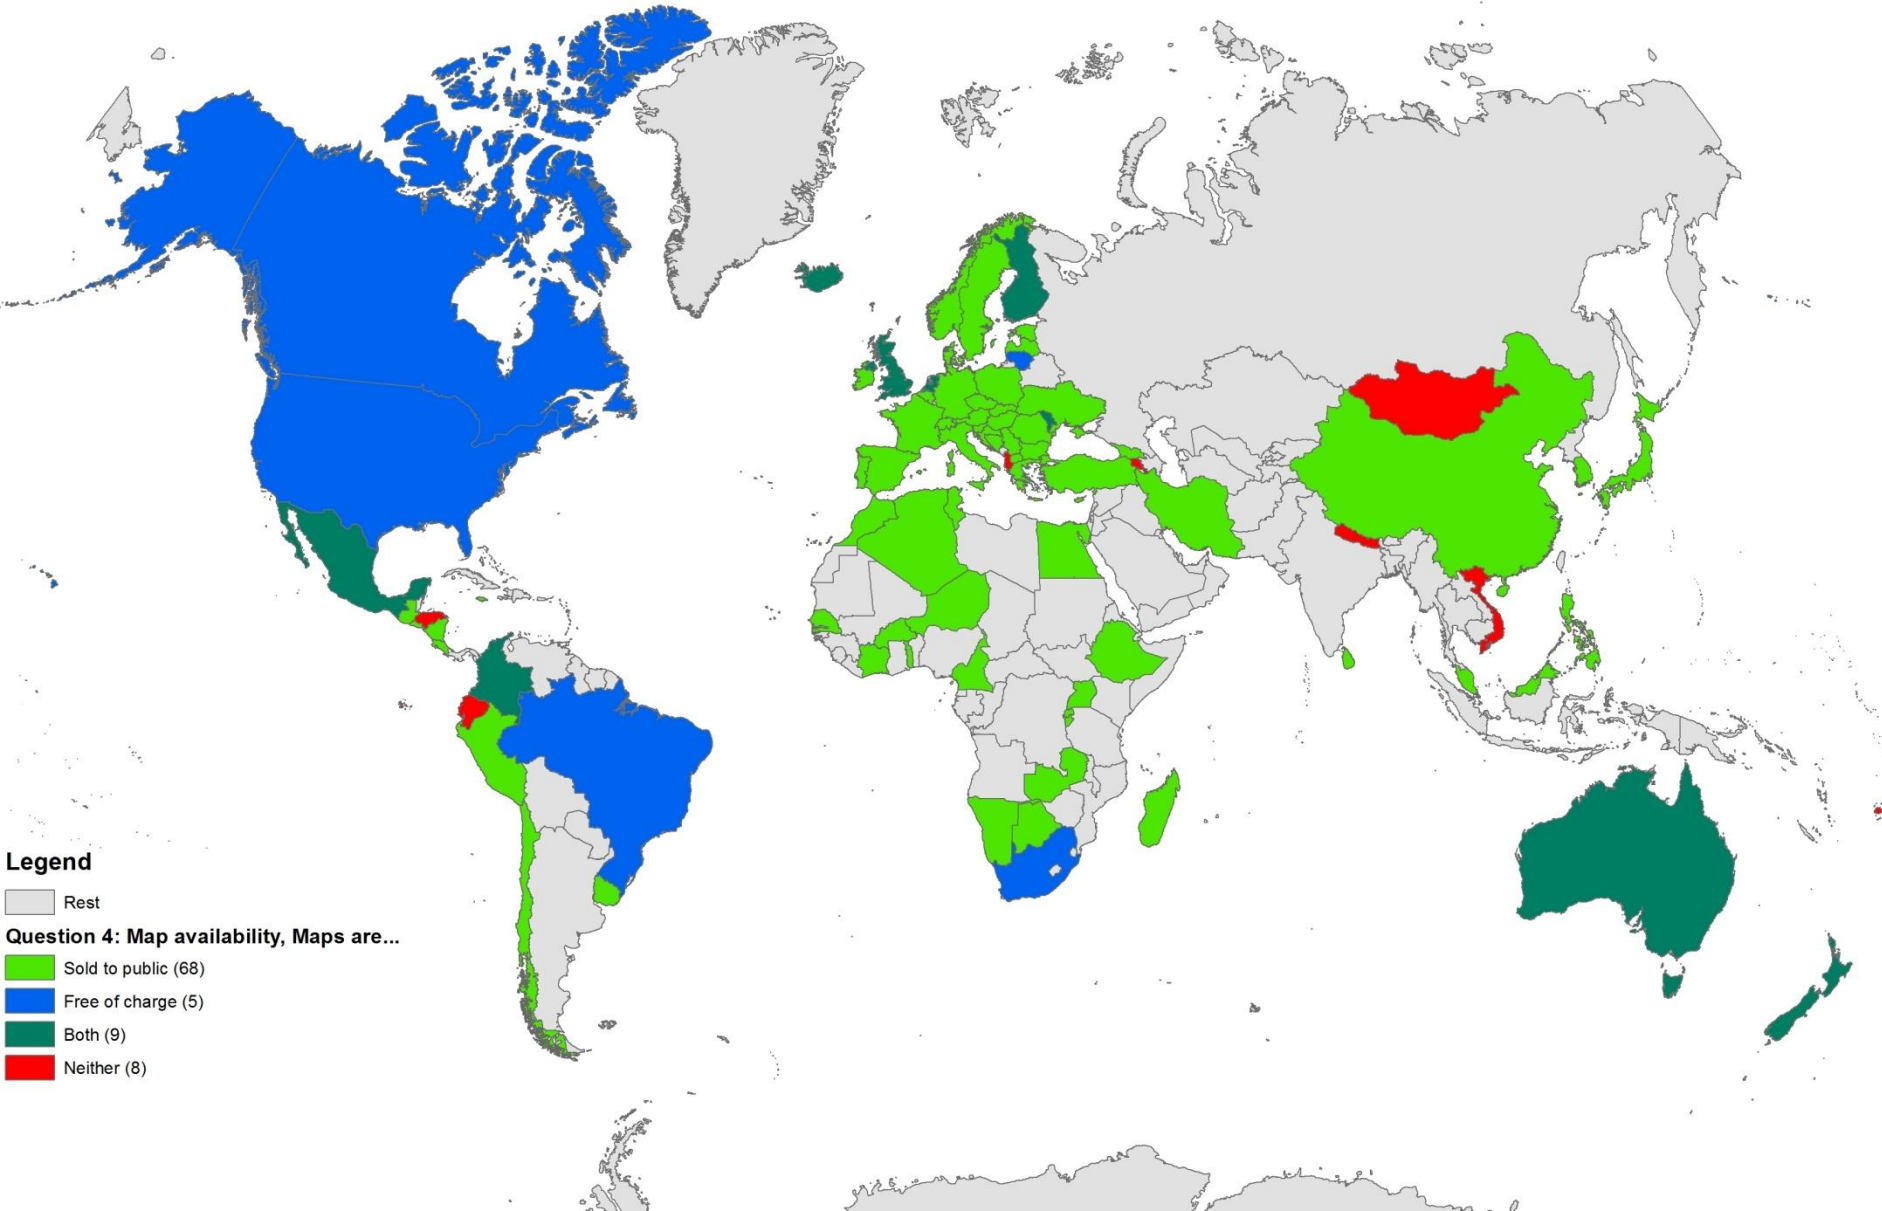 Legend
Rest
Question 4: Map availability, Maps are...
Sold to public (68)
Free of charge (5)
Both (9)
Neither (8)